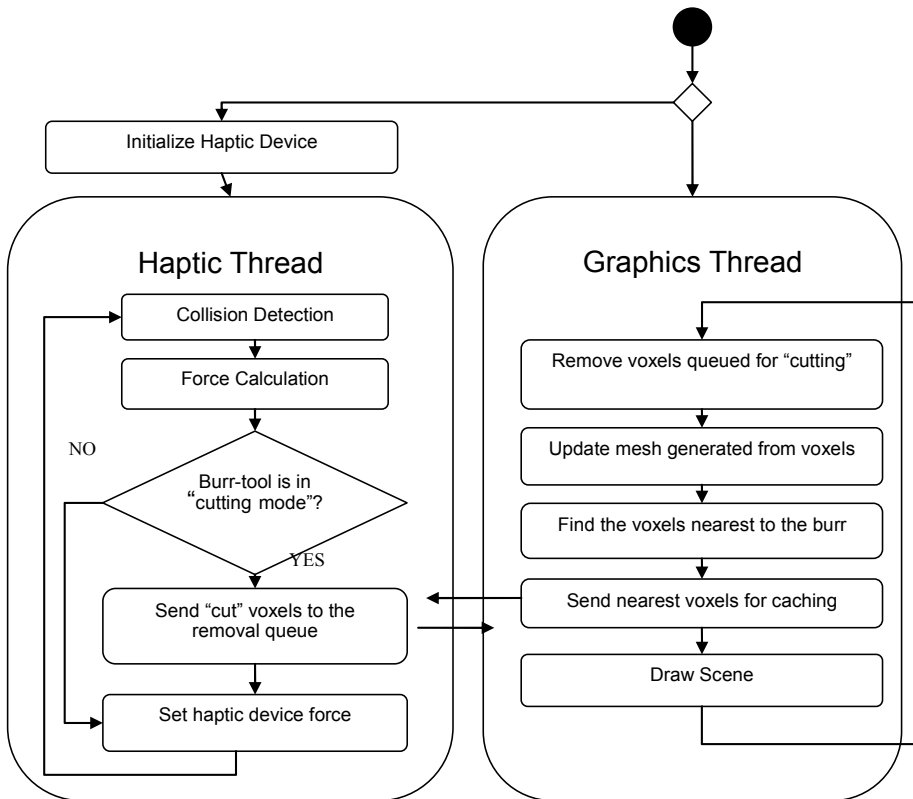 Initialize Haptic Device
Haptic Thread
Collision Detection
Force Calculation
NO
Burr-tool is in
“cutting mode”?
YES
Send “cut” voxels to the
removal queue
Set haptic device force
Graphics Thread
Remove voxels queued for “cutting”
Update mesh generated from voxels
Find the voxels nearest to the burr
Send nearest voxels for caching
Draw Scene